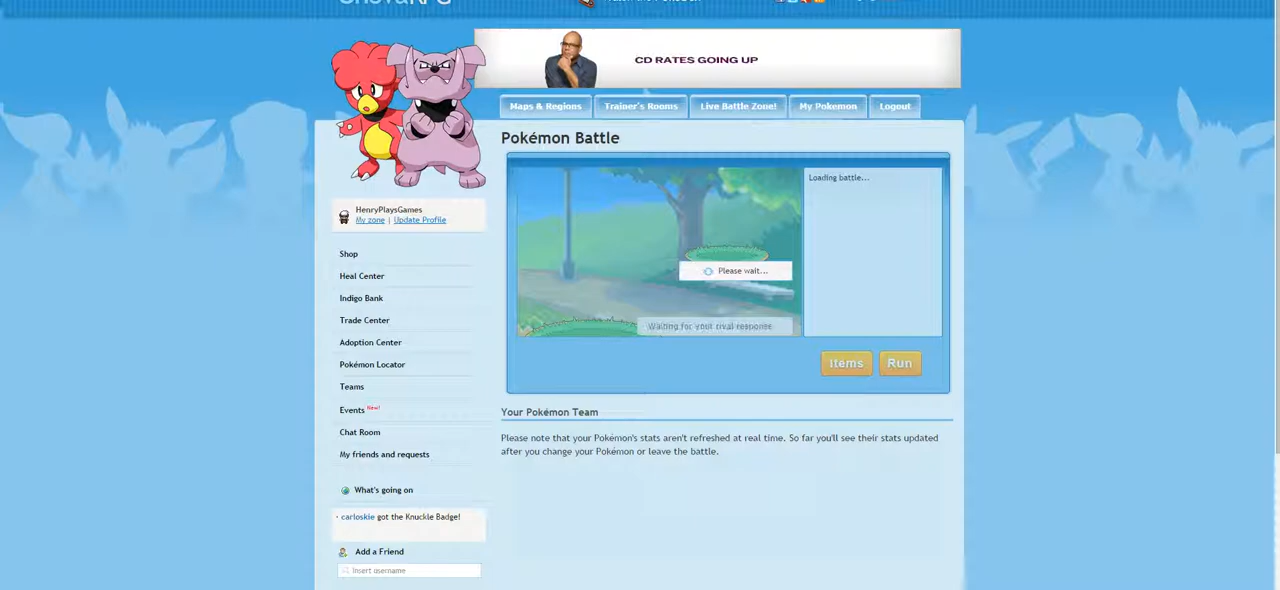 CD RATES GOING UP
Maps & Regions
Trainer's Rooms
Live Battle Zone!
My Pokemon
Logout
Pokémon Battle
Loading battle...
Please wait...
Waiting for your rival response
Items
Run
HenryPlaysGames
My zone | Update Profile
Shop
Heal Center
Indigo Bank
Trade Center
Adoption Center
Pokémon Locator
Teams
Events New!
Chat Room
My friends and requests
What's going on
· carloskie got the Knuckle Badge!
Add a Friend
Insert username
Your Pokémon Team
Please note that your Pokémon's stats aren't refreshed at real time. So far you'll see their stats updated
after you change your Pokémon or leave the battle.